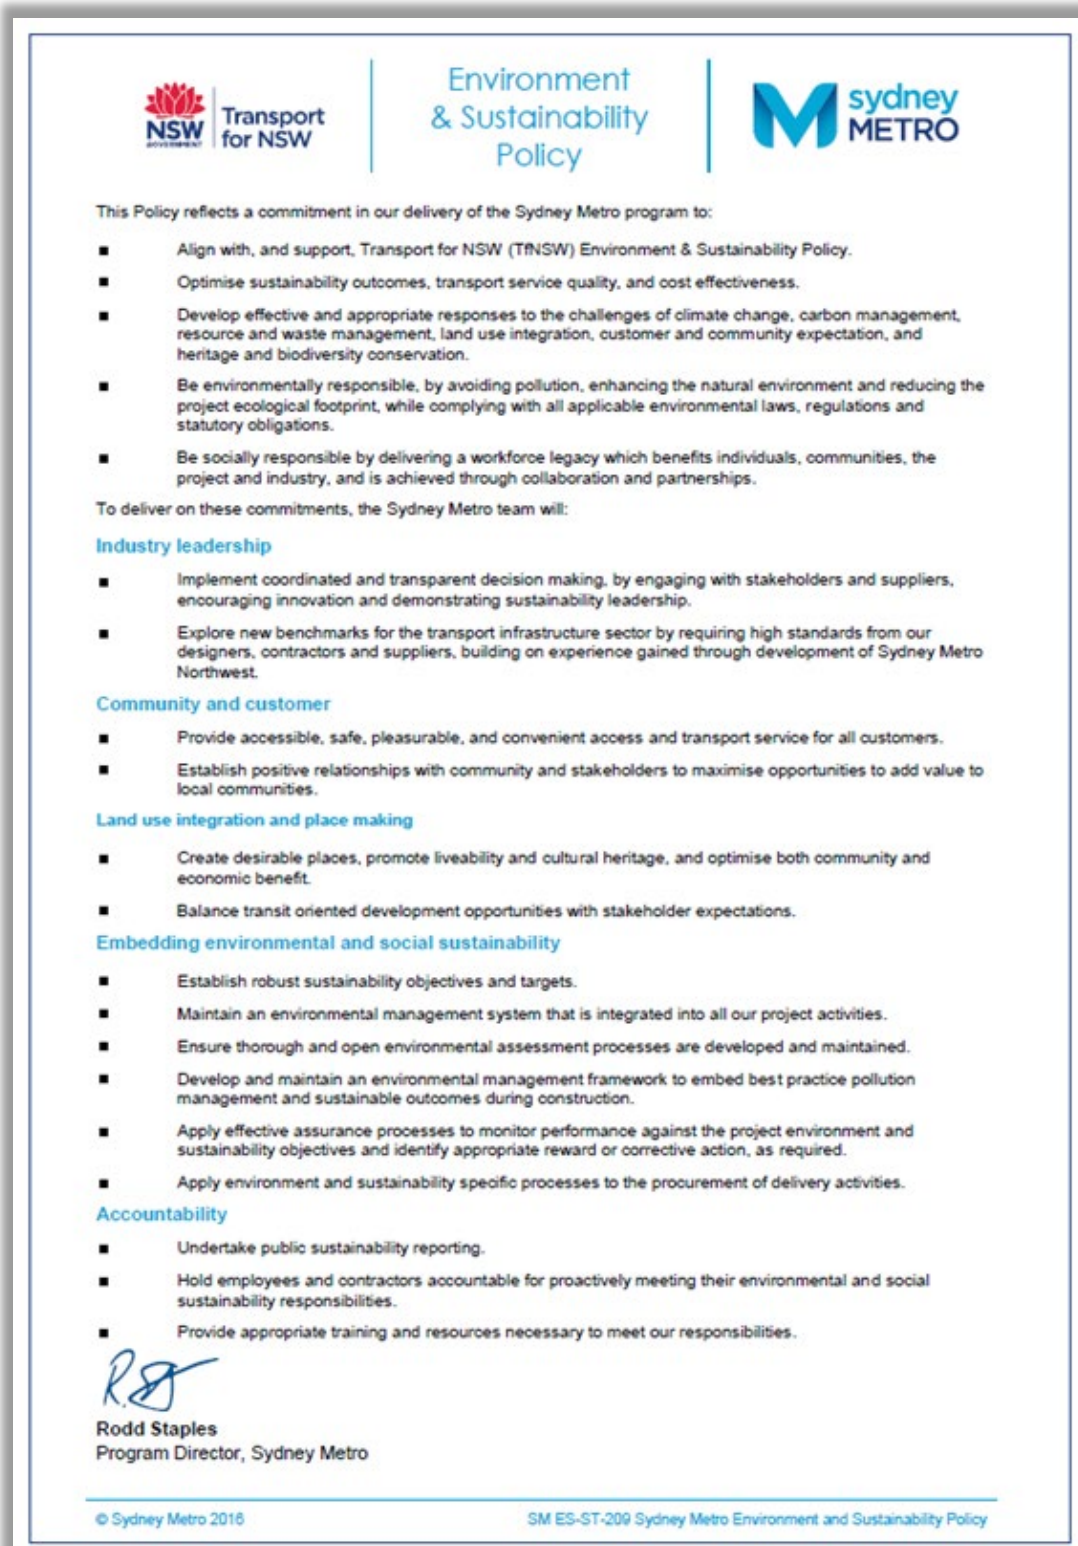 NSW
GOVERNMENT
Transport
for NSW
Environment
& Sustainability
Policy
sydney
METRO
This Policy reflects a commitment in our delivery of the Sydney Metro program to:
■ Align with, and support, Transport for NSW (TfNSW) Environment & Sustainability Policy.
■ Optimise sustainability outcomes, transport service quality, and cost effectiveness.
■ Develop effective and appropriate responses to the challenges of climate change, carbon management,
resource and waste management, land use integration, customer and community expectation, and
heritage and biodiversity conservation.
■ Be environmentally responsible, by avoiding pollution, enhancing the natural environment and reducing the
project ecological footprint, while complying with all applicable environmental laws, regulations and
statutory obligations.
■ Be socially responsible by delivering a workforce legacy which benefits individuals, communities, the
project and industry, and is achieved through collaboration and partnerships.
To deliver on these commitments, the Sydney Metro team will:
Industry leadership
■ Implement coordinated and transparent decision making, by engaging with stakeholders and suppliers,
encouraging innovation and demonstrating sustainability leadership.
■ Explore new benchmarks for the transport infrastructure sector by requiring high standards from our
designers, contractors and suppliers, building on experience gained through development of Sydney Metro
Northwest.
Community and customer
■ Provide accessible, safe, pleasurable, and convenient access and transport service for all customers.
■ Establish positive relationships with community and stakeholders to maximise opportunities to add value to
local communities.
Land use integration and place making
■ Create desirable places, promote liveability and cultural heritage, and optimise both community and
economic benefit.
■ Balance transit oriented development opportunities with stakeholder expectations.
Embedding environmental and social sustainability
■ Establish robust sustainability objectives and targets.
■ Maintain an environmental management system that is integrated into all our project activities.
■ Ensure thorough and open environmental assessment processes are developed and maintained.
■ Develop and maintain an environmental management framework to embed best practice pollution
management and sustainable outcomes during construction.
■ Apply effective assurance processes to monitor performance against the project environment and
sustainability objectives and identify appropriate reward or corrective action, as required.
■ Apply environment and sustainability specific processes to the procurement of delivery activities.
Accountability
■ Undertake public sustainability reporting.
■ Hold employees and contractors accountable for proactively meeting their environmental and social
sustainability responsibilities.
■ Provide appropriate training and resources necessary to meet our responsibilities.
Rodd Staples
Program Director, Sydney Metro
© Sydney Metro 2016
SM ES-ST-209 Sydney Metro Environment and Sustainability Policy